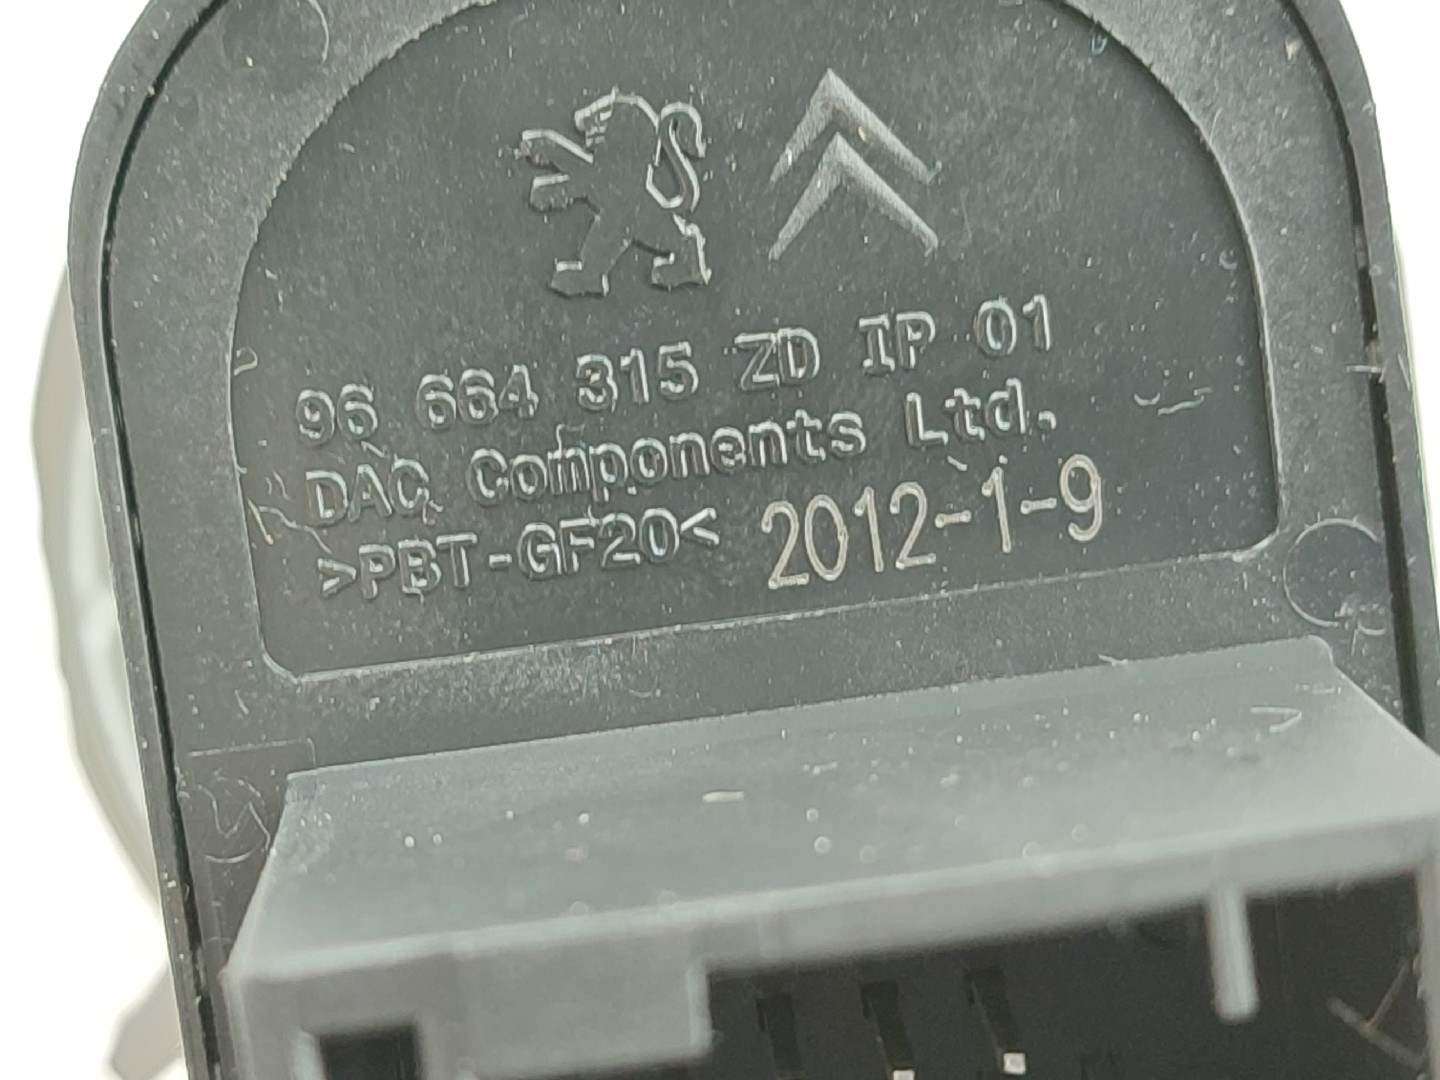 96 664 315 ZD IP 01
DAC Components Ltd.
>PBT-GF20< 2012-1-9